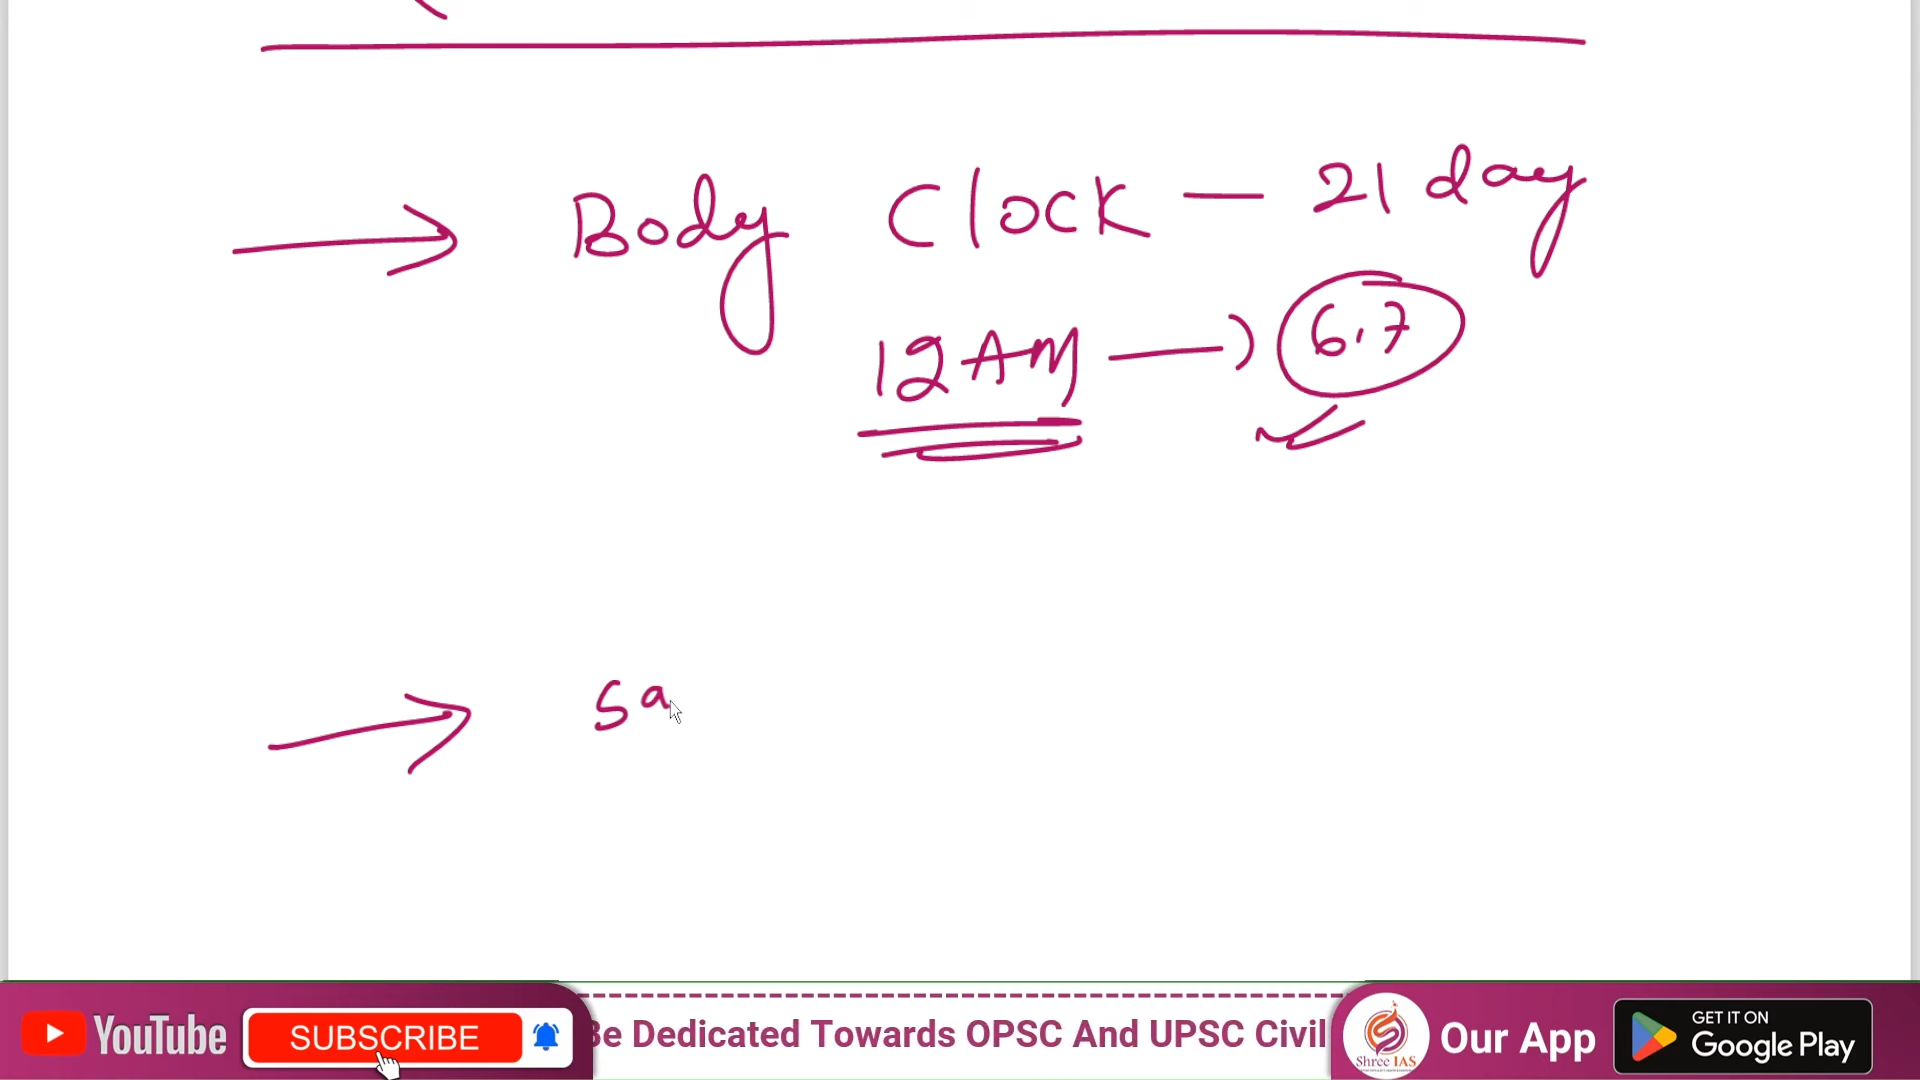 Body Clock — 21 day
12 AM → 6.7
Sa
YouTube SUBSCRIBE Be Dedicated Towards OPSC And UPSC Civil Shree IAS Our App GET IT ON Google Play